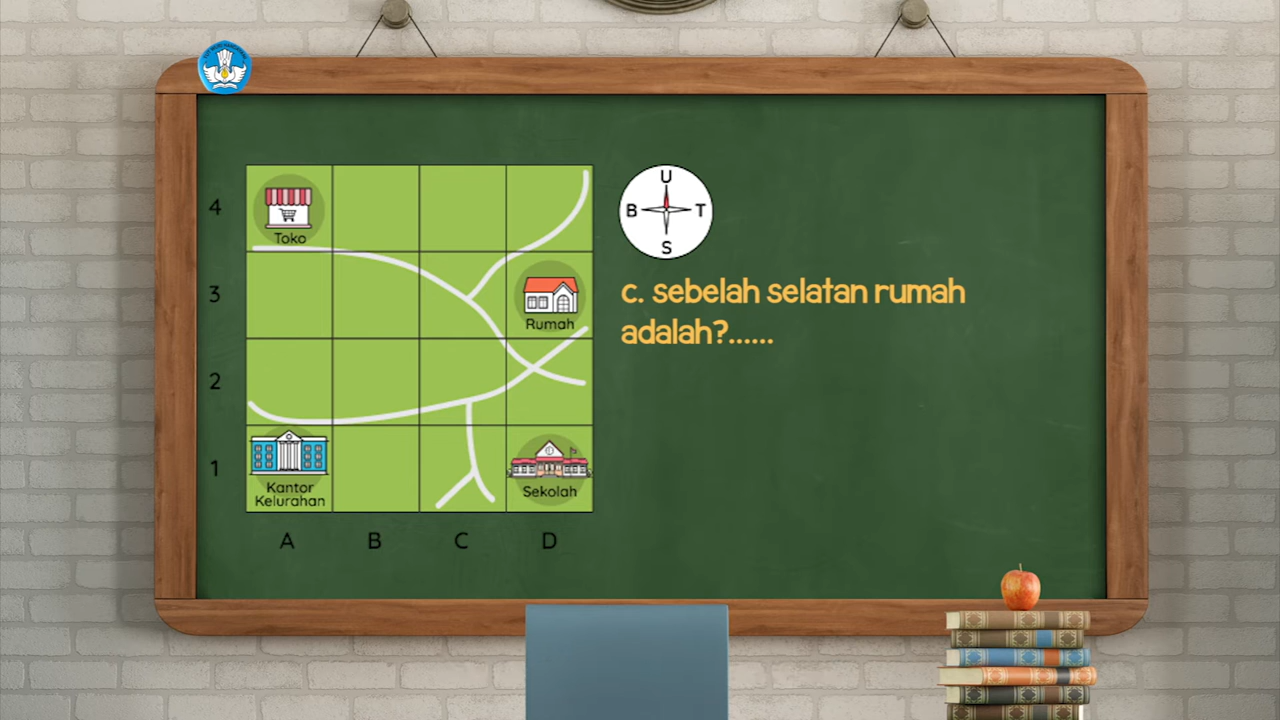 U
B T
S
4
Toko
c. sebelah selatan rumah
adalah?......
3
Rumah
2
1
Kantor
Kelurahan
Sekolah
A B C D